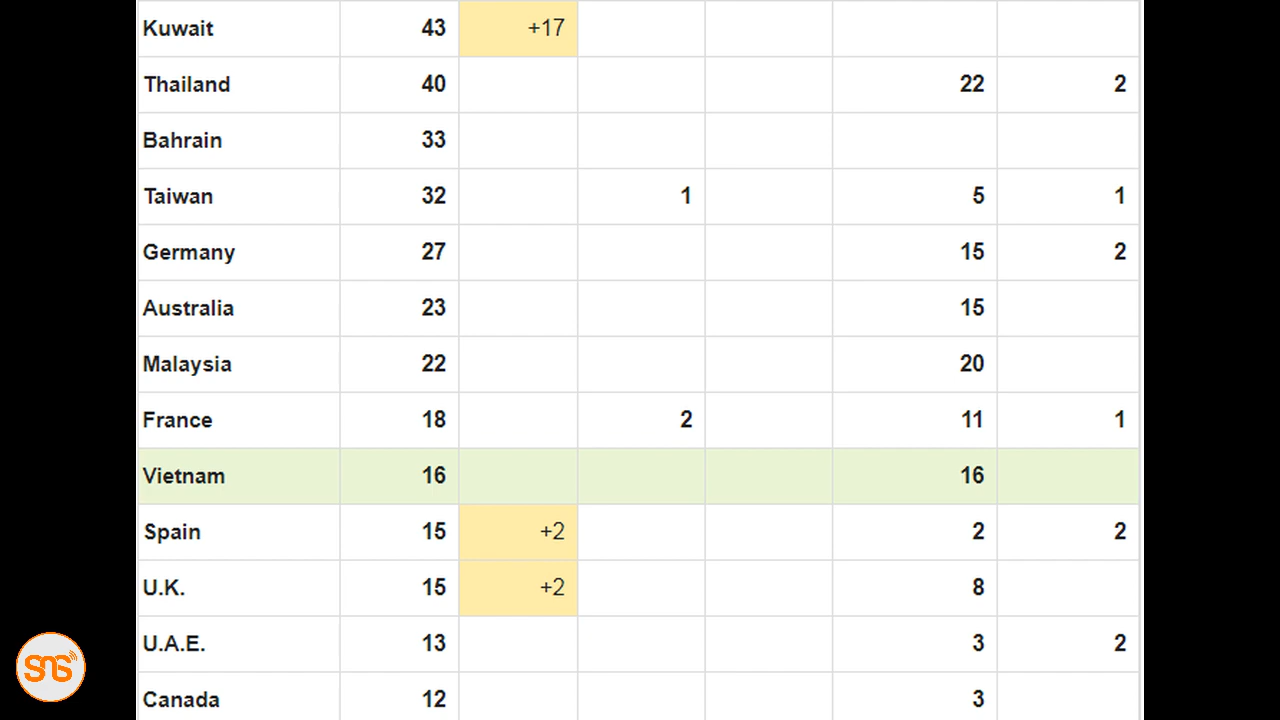 Kuwait 43 +17
Thailand 40 22 2
Bahrain 33
Taiwan 32 1 5 1
Germany 27 15 2
Australia 23 15
Malaysia 22 20
France 18 2 11 1
Vietnam 16 16
Spain 15 +2 2 2
U.K. 15 +2 8
U.A.E. 13 3 2
Canada 12 3
SNS